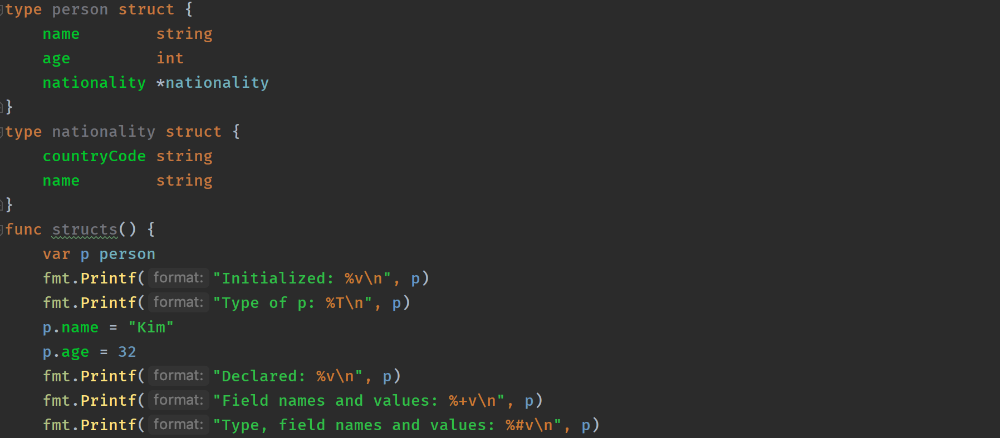 type person struct {
    name        string
    age         int
    nationality *nationality
}
type nationality struct {
    countryCode string
    name        string
}
func structs() {
    var p person
    fmt.Printf( format: "Initialized: %v\n", p)
    fmt.Printf( format: "Type of p: %T\n", p)
    p.name = "Kim"
    p.age = 32
    fmt.Printf( format: "Declared: %v\n", p)
    fmt.Printf( format: "Field names and values: %+v\n", p)
    fmt.Printf( format: "Type, field names and values: %#v\n", p)